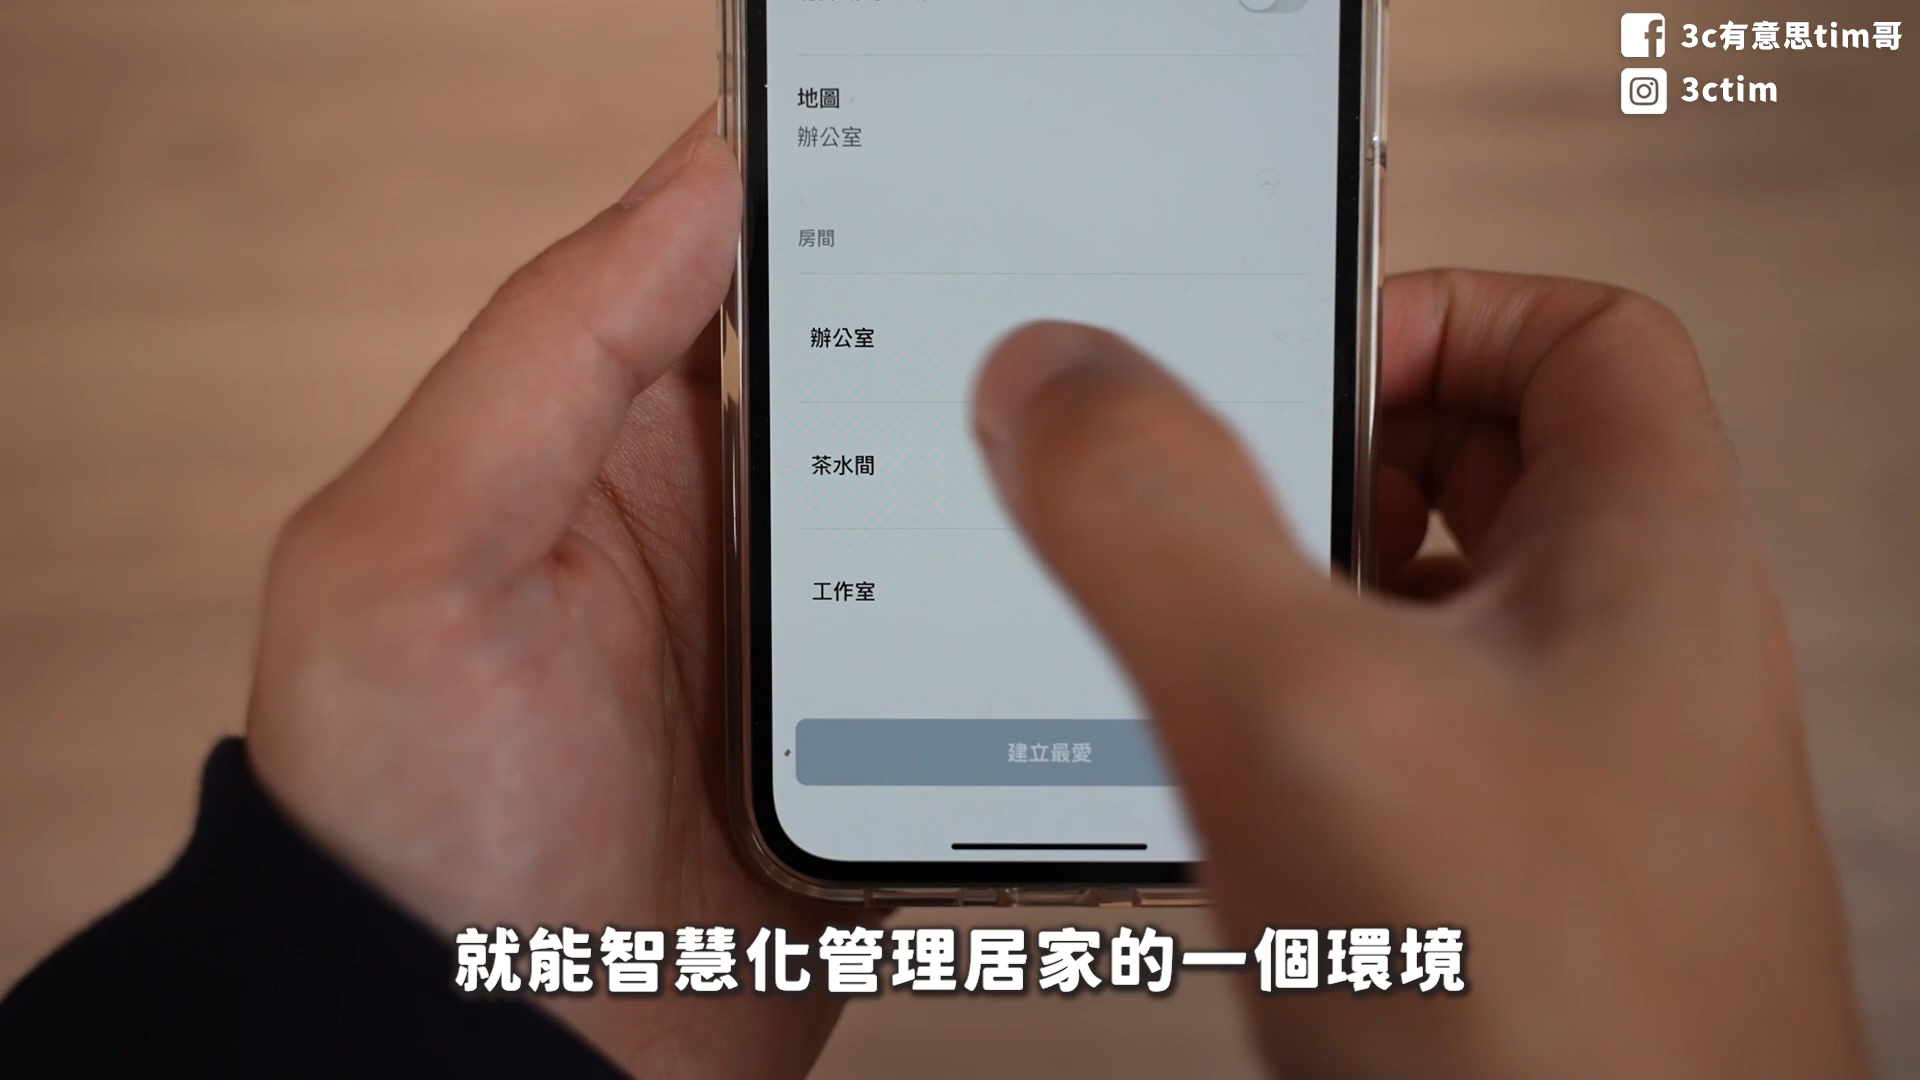 3c有意思tim哥
3ctim
地圖
辦公室
房間
辦公室
茶水間
工作室
建立最愛
就能智慧化管理居家的一個環境